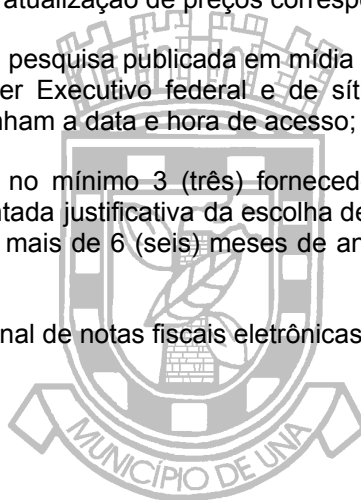 atualização de preços corresp
pesquisa publicada em mídia
er Executivo federal e de sít
nham a data e hora de acesso;
no mínimo 3 (três) forneced
ntada justificativa da escolha de
mais de 6 (seis) meses de an
nal de notas fiscais eletrônicas
MUNICÍPIO DE UNA